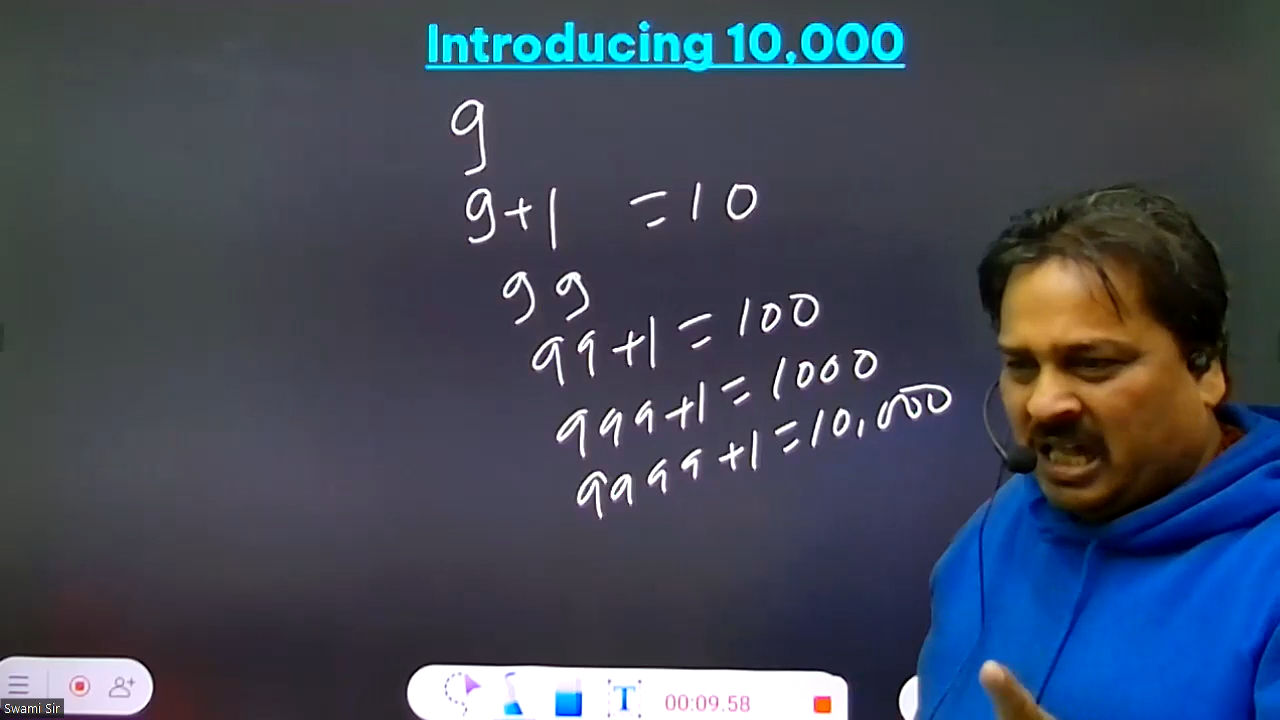 Introducing 10,000
9
9+1 =10
99
99+1=100
999+1=1000
9999+1=10,000
T
00:09.58
Swami Sir